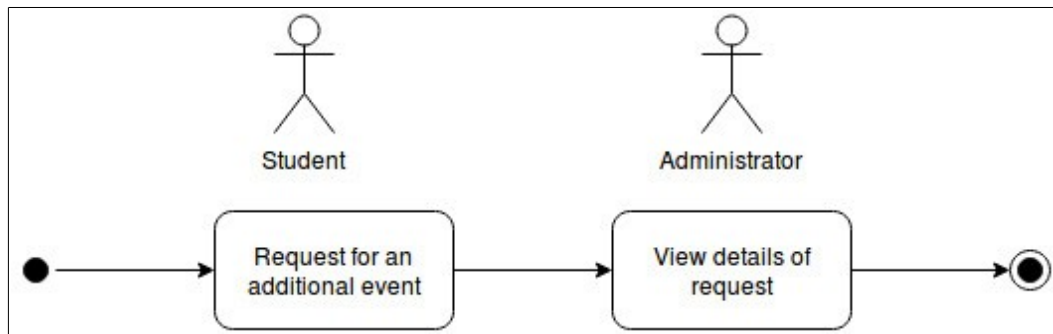 Student
Administrator
Request for an
additional event
View details of
request